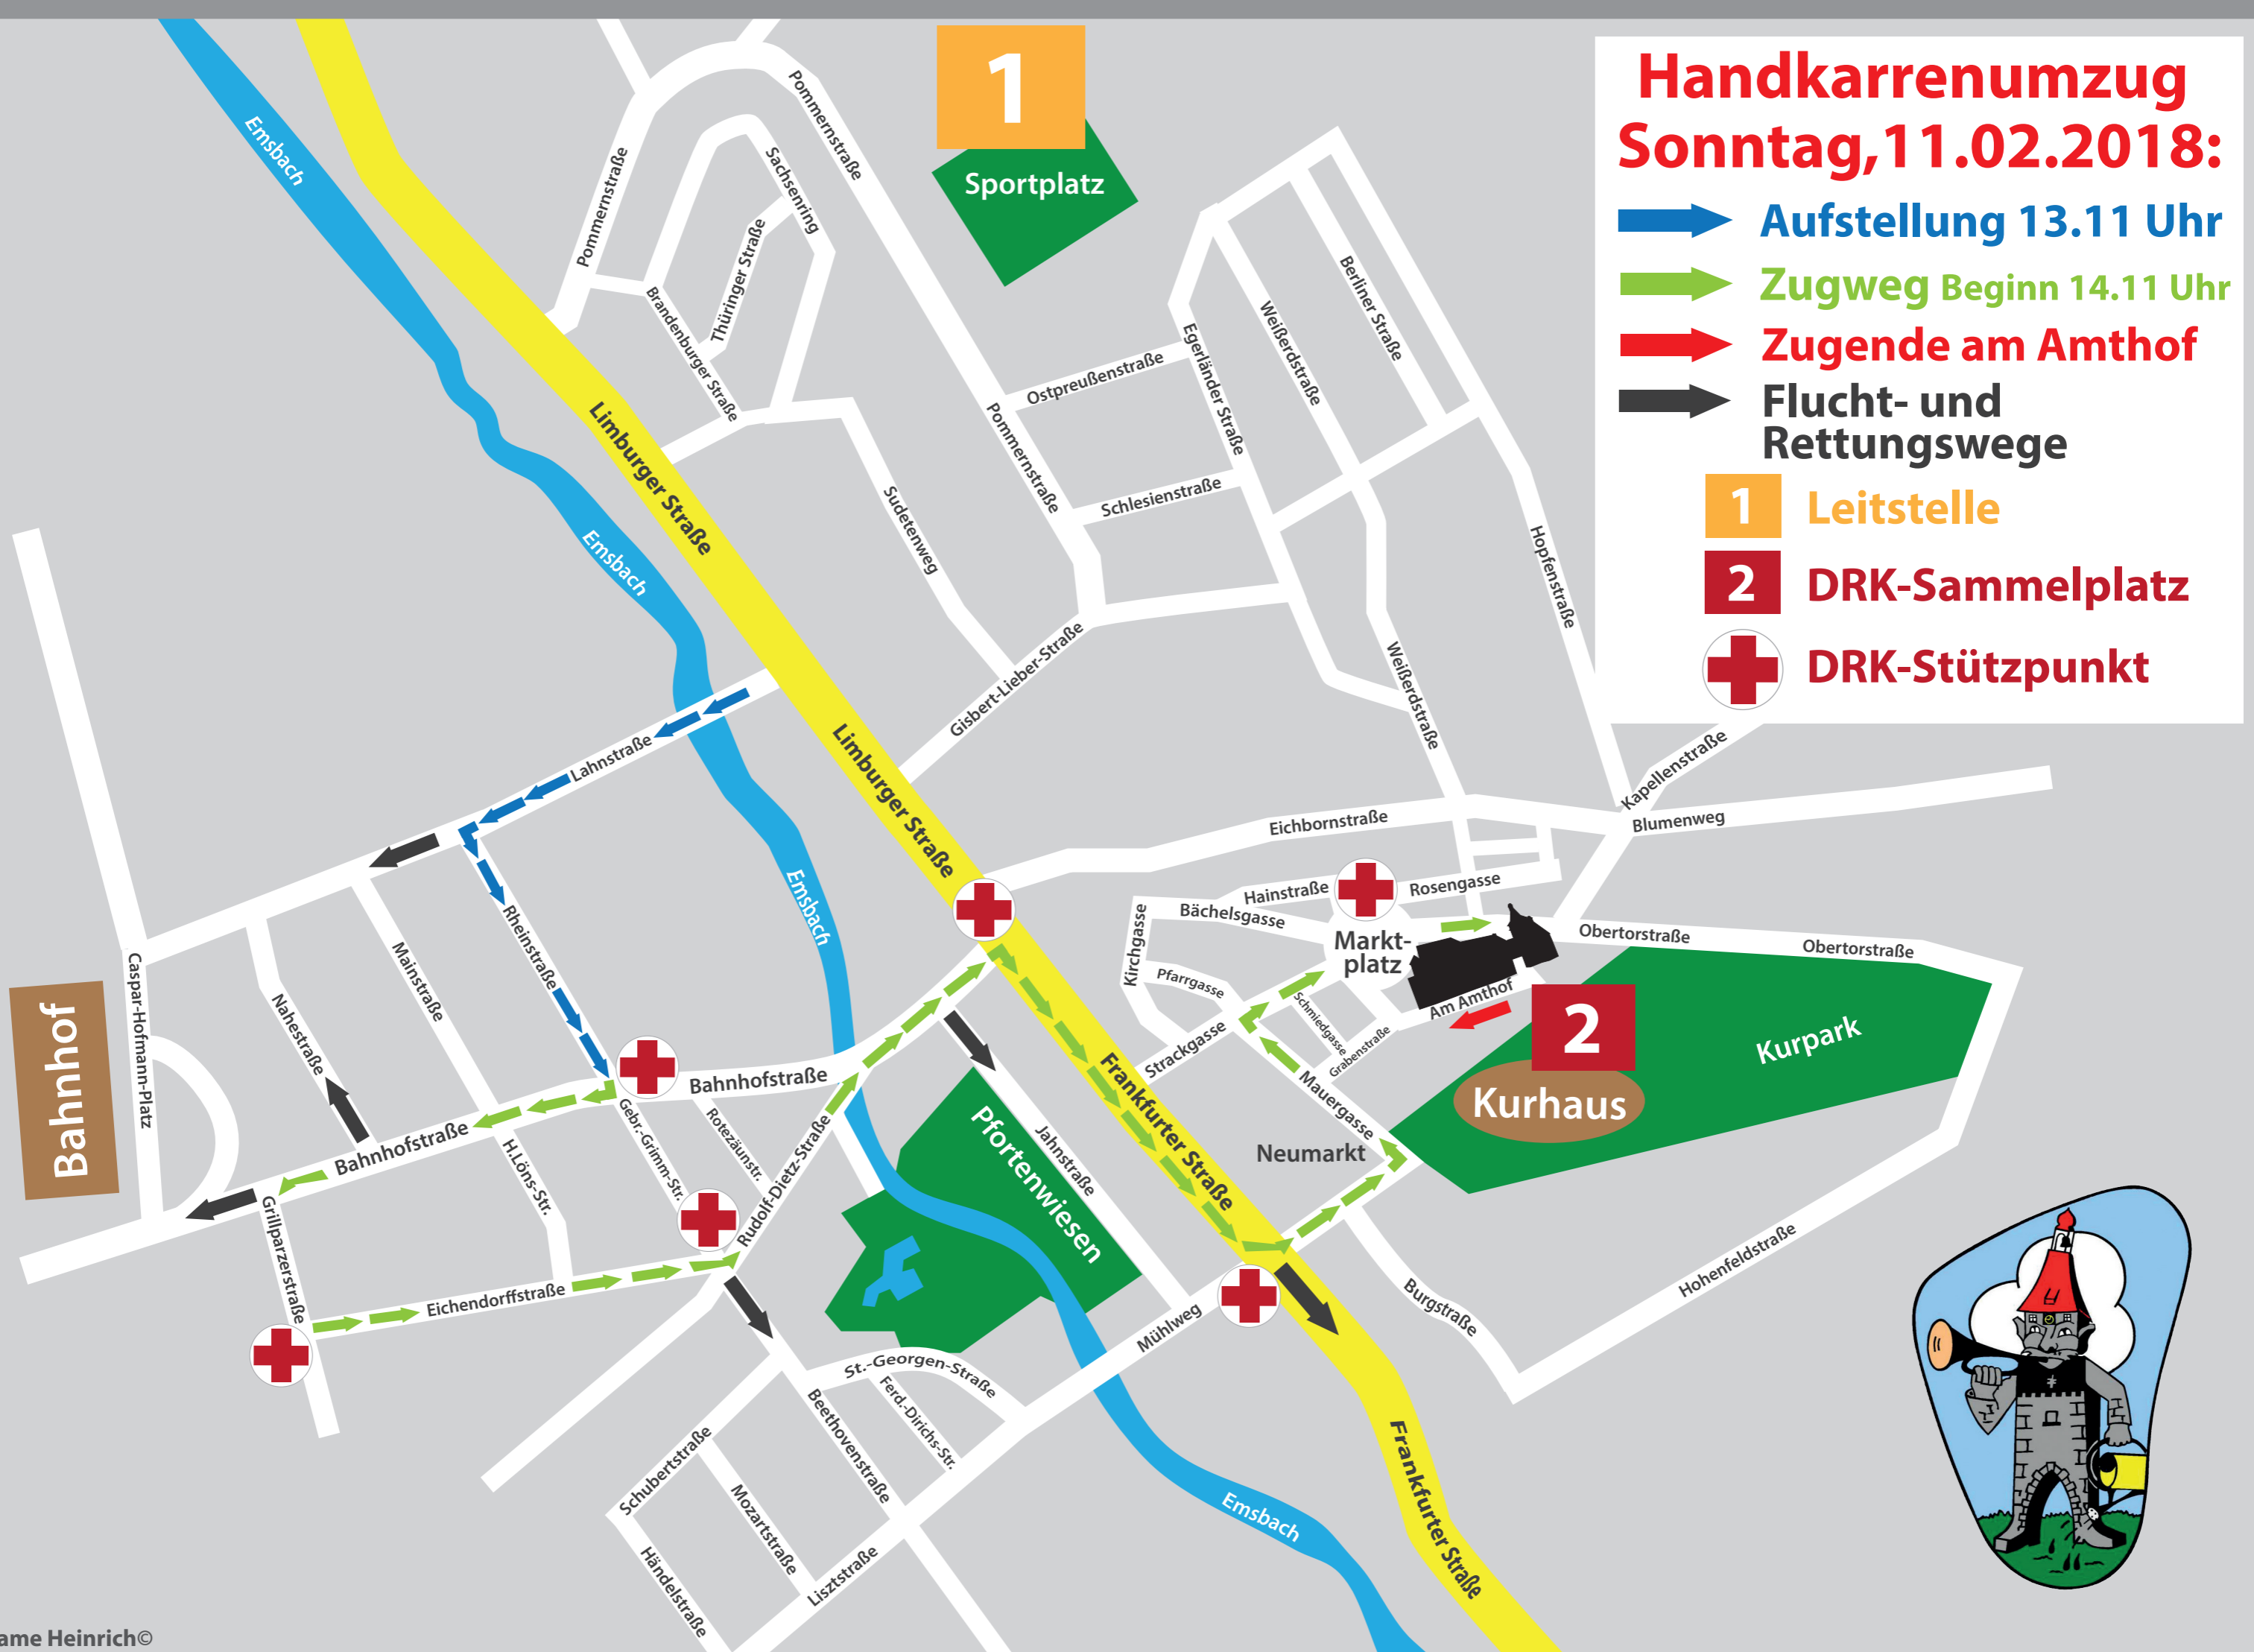 Handkarrenumzug
Sonntag,11.02.2018:
Aufstellung 13.11 Uhr
Zugweg Beginn 14.11 Uhr
Zugende am Amthof
Flucht- und
Rettungswege
1 Leitstelle
2 DRK-Sammelplatz
DRK-Stützpunkt
1
Sportplatz
Emsbach
Pommernstraße
Pommernstraße
Sachsenring
Thüringer Straße
Brandenburger Straße
Limburger Straße
Pommernstraße
Ostpreußenstraße
Egerländer Straße
Weißerdstraße
Berliner Straße
Schlesienstraße
Sudetenweg
Hopfenstraße
Emsbach
Gisbert-Lieber-Straße
Weißerdstraße
Lahnstraße
Limburger Straße
Kapellenstraße
Blumenweg
Eichbornstraße
Emsbach
Hainstraße
Rosengasse
Bächelsgasse
Kirchgasse
Markt-
platz
Obertorstraße
Obertorstraße
Pfarrgasse
Schmiedgasse
Am Amthof
Grabenstraße
Strackgasse
Mauergasse
2
Kurpark
Kurhaus
Neumarkt
Rheinstraße
Mainstraße
Nahestraße
Caspar-Hofmann-Platz
Bahnhof
Bahnhofstraße
Bahnhofstraße
Gebr.-Grimm-Str.
Rotezäunstr.
Rudolf-Dietz-Straße
H.Löns-Str.
Grillparzerstraße
Eichendorffstraße
Pfortenwiesen
Jahnstraße
Frankfurter Straße
Mühlweg
Burgstraße
Hohenfeldstraße
St.-Georgen-Straße
Ferd.-Dirichs-Str.
Beethovenstraße
Schubertstraße
Mozartstraße
Händelstraße
Lisztstraße
Emsbach
Frankfurter Straße
ame Heinrich©